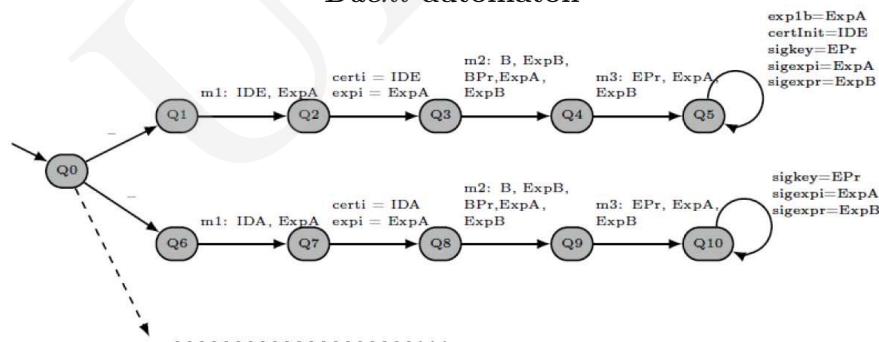 automaton
exp1b=ExpA
certInit=IDE
sigkey=EPr
sigexpi=ExpA
sigexpr=ExpB
m1: IDE, ExpA
certi = IDE
expi = ExpA
m2: B, ExpB,
BPr,ExpA,
ExpB
m3: EPr, ExpA,
ExpB
Q1
Q2
Q3
Q4
Q5
–
Q0
–
m1: IDA, ExpA
certi = IDA
expi = ExpA
m2: B, ExpB,
BPr,ExpA,
ExpB
m3: EPr, ExpA,
ExpB
sigkey=EPr
sigexpi=ExpA
sigexpr=ExpB
Q6
Q7
Q8
Q9
Q10